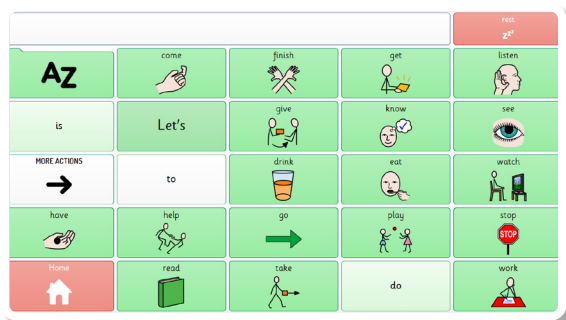 rest
zzz
AZ
come
finish
get
listen
is
Let's
give
know
see
MORE ACTIONS
to
drink
eat
watch
have
help
go
play
stop
STOP
Home
read
take
do
work